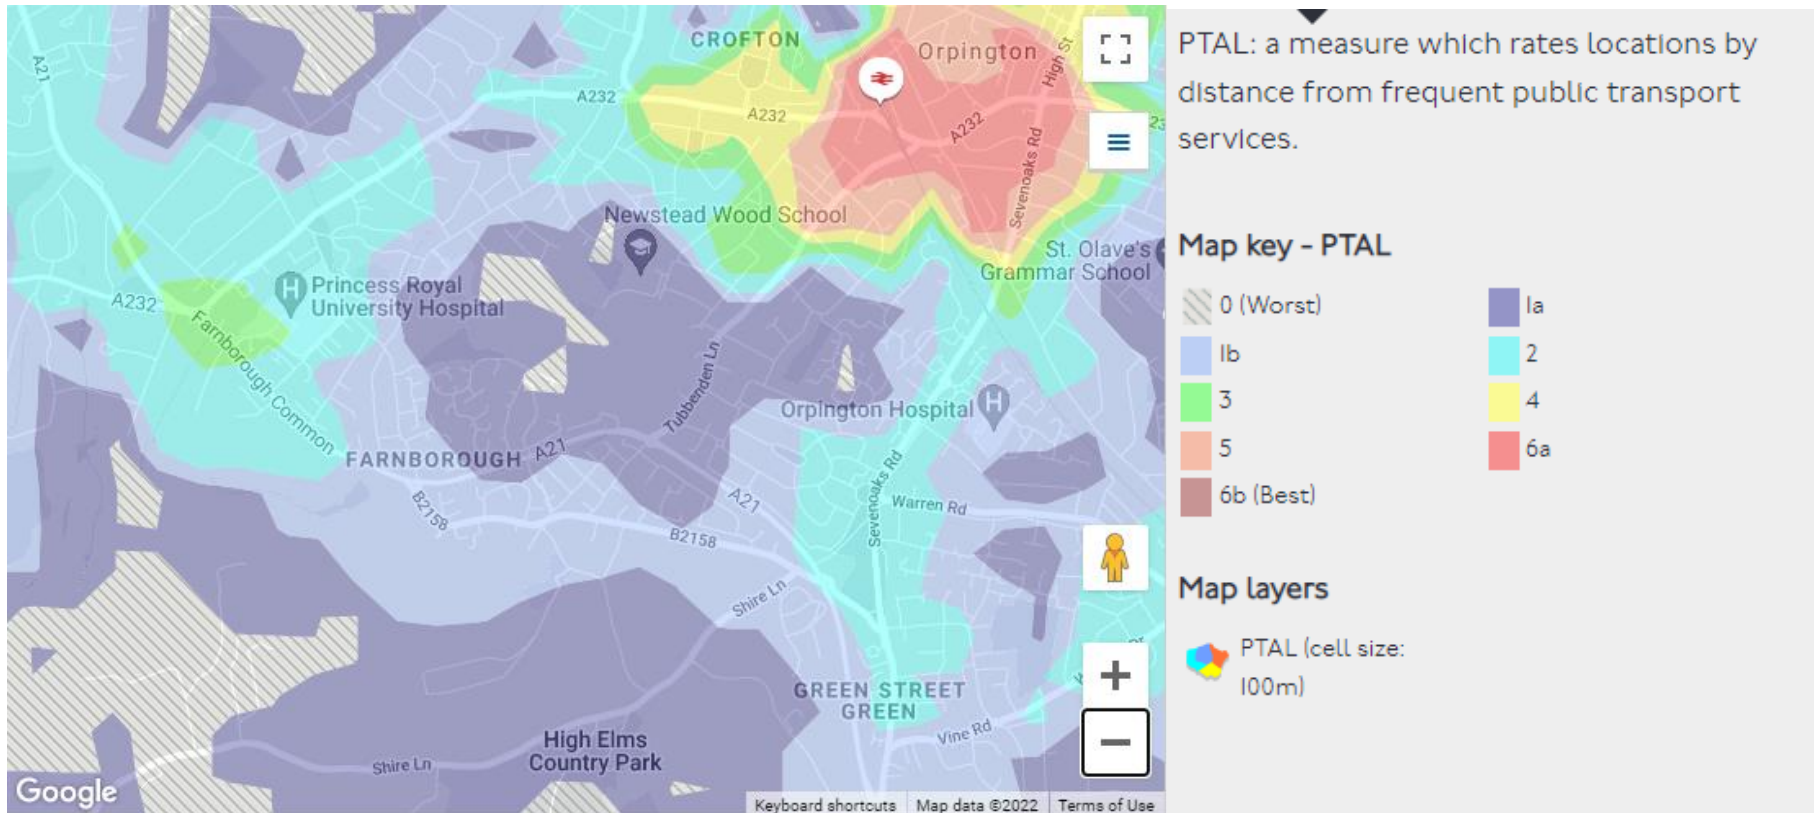 CROFTON
Orpington
High St
A21
A232
A232
A232
Sevenoaks Rd
23
Newstead Wood School
St. Olave's
Grammar School
Princess Royal
University Hospital
A232
Farnborough Common
Tubbenden Ln
Orpington Hospital
FARNBOROUGH
A21
B2158
A21
B2158
Sevenoaks Rd
Warren Rd
Shire Ln
GREEN STREET
GREEN
Vine Rd
High Elms
Country Park
Shire Ln
Google
Keyboard shortcuts
Map data ©2022
Terms of Use
PTAL: a measure which rates locations by
distance from frequent public transport
services.
Map key - PTAL
0 (Worst)
1a
1b
2
3
4
5
6a
6b (Best)
Map layers
PTAL (cell size:
100m)